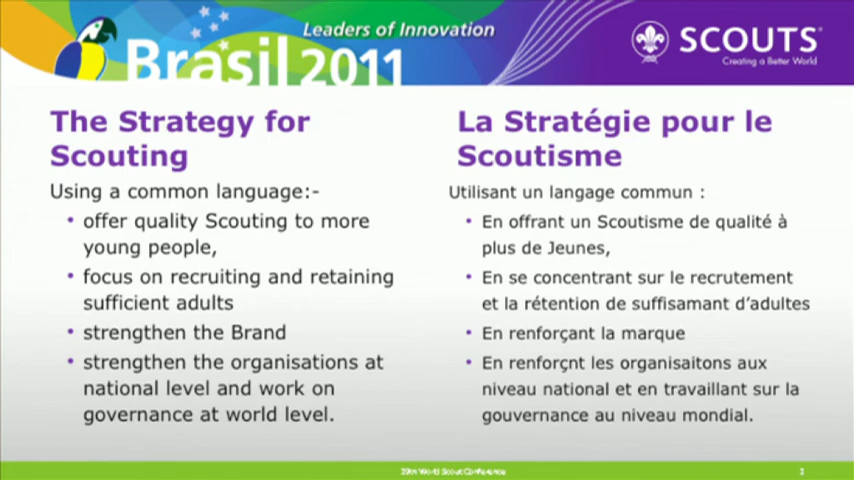 Leaders of Innovation
Brasil 2011
SCOUTS
Creating a Better World
The Strategy for
Scouting
Using a common language:-
• offer quality Scouting to more
young people,
• focus on recruiting and retaining
sufficient adults
• strengthen the Brand
• strengthen the organisations at
national level and work on
governance at world level.
La Stratégie pour le
Scoutisme
Utilisant un langage commun :
• En offrant un Scoutisme de qualité à
plus de Jeunes,
• En se concentrant sur le recrutement
et la rétention de suffisamant d’adultes
• En renforçant la marque
• En renforçnt les organisaitons aux
niveau national et en travaillant sur la
gouvernance au niveau mondial.
39th World Scout Conference
3